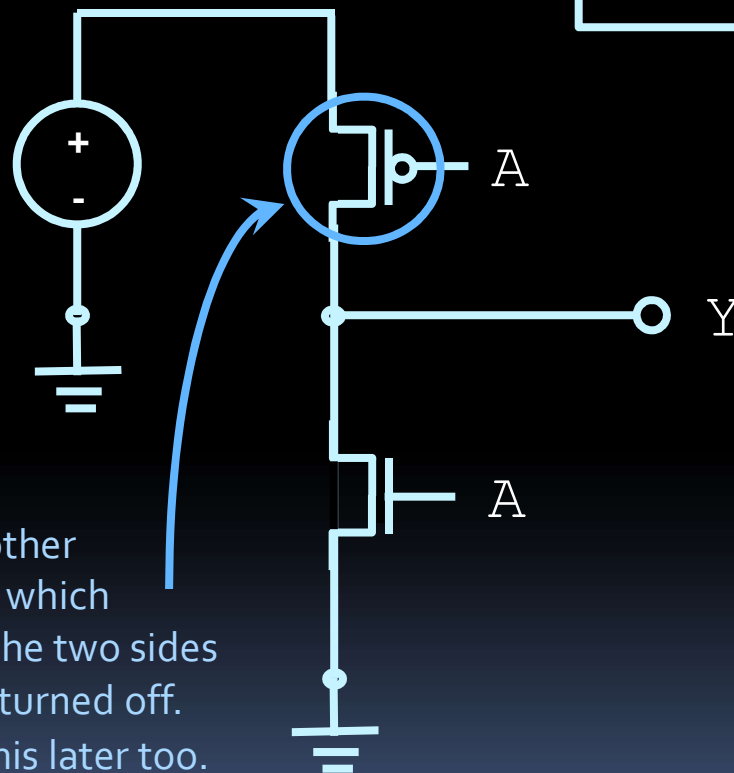 +
-
A
Y
A
other
which
he two sides
turned off.
his later too.